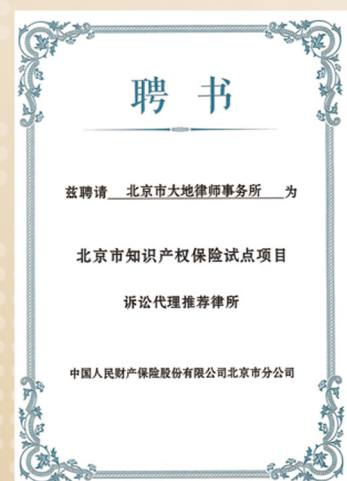 聘书
兹聘请 北京市大地律师事务所 为
北京市知识产权保险试点项目
诉讼代理推荐律所
中国人民财产保险股份有限公司北京市分公司